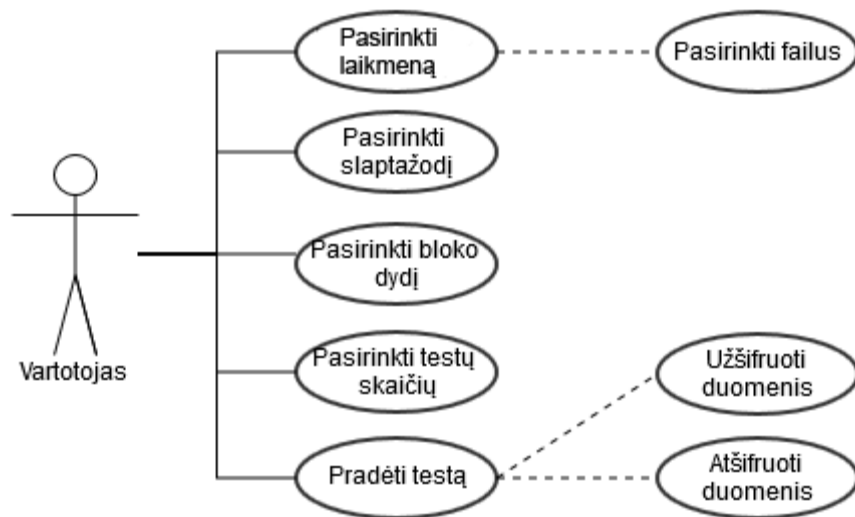 Pasirinkti
laikmeną
Pasirinkti failus
Pasirinkti
slaptažodį
Pasirinkti bloko
dydį
Vartotojas
Pasirinkti testų
skaičių
Užšifruoti
duomenis
Pradėti testą
Atšifruoti
duomenis